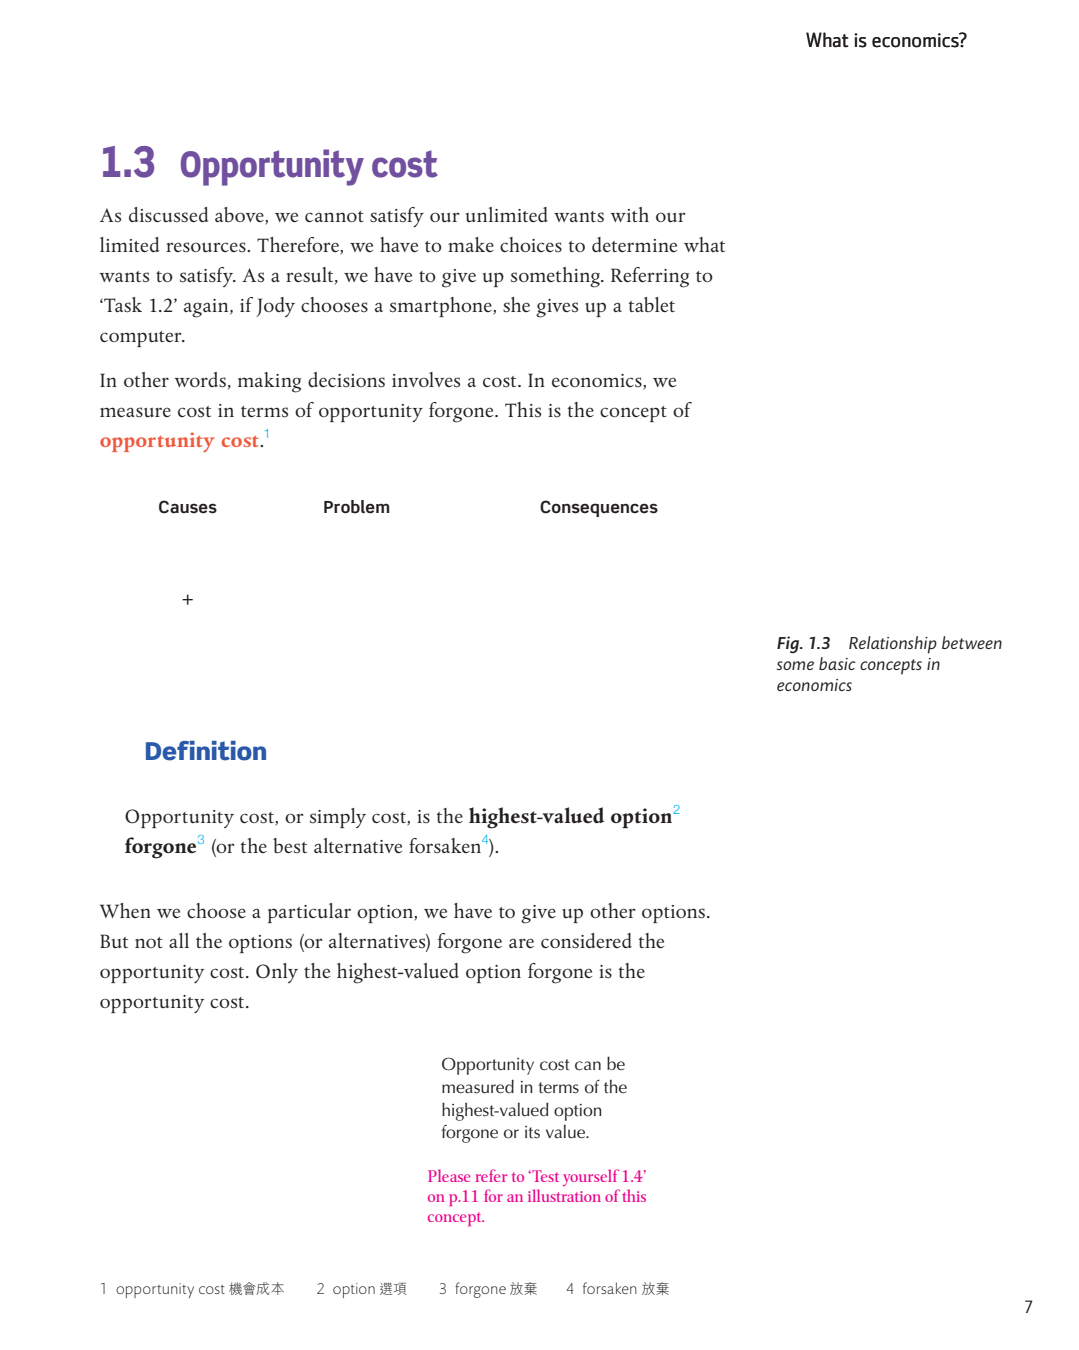 What is economics?
1.3 Opportunity cost
As discussed above, we cannot satisfy our unlimited wants with our
limited resources. Therefore, we have to make choices to determine what
wants to satisfy. As a result, we have to give up something. Referring to
‘Task 1.2’ again, if Jody chooses a smartphone, she gives up a tablet
computer.
In other words, making decisions involves a cost. In economics, we
measure cost in terms of opportunity forgone. This is the concept of
opportunity cost.1
Causes Problem Consequences
+
Fig. 1.3 Relationship between
some basic concepts in
economics
Definition
Opportunity cost, or simply cost, is the highest-valued option2
forgone3 (or the best alternative forsaken4).
When we choose a particular option, we have to give up other options.
But not all the options (or alternatives) forgone are considered the
opportunity cost. Only the highest-valued option forgone is the
opportunity cost.
Opportunity cost can be
measured in terms of the
highest-valued option
forgone or its value.
Please refer to ‘Test yourself 1.4’
on p.11 for an illustration of this
concept.
1 opportunity cost 機會成本 2 option 選項 3 forgone 放棄 4 forsaken 放棄
7